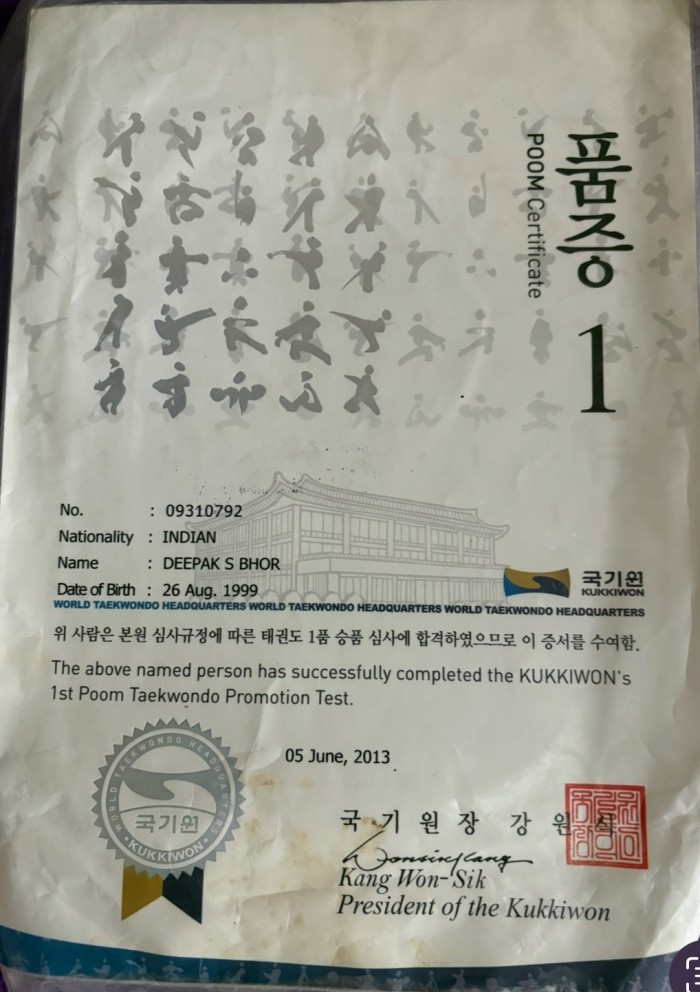 품증
POOM Certificate
1
No. : 09310792
Nationality : INDIAN
Name : DEEPAK S BHOR
Date of Birth : 26 Aug. 1999
국기원
KUKKIWON
WORLD TAEKWONDO HEADQUARTERS WORLD TAEKWONDO HEADQUARTERS WORLD TAEKWONDO HEADQUARTERS
위 사람은 본원 심사규정에 따른 태권도 1품 승품 심사에 합격하였으므로 이 증서를 수여함.
The above named person has successfully completed the KUKKIWON's
1st Poom Taekwondo Promotion Test.
05 June, 2013
WORLD TAEKWONDO HEADQUARTERS
국기원
KUKKIWON
국 기 원 장 강 원 식
Wonsik Kang
Kang Won-Sik
President of the Kukkiwon